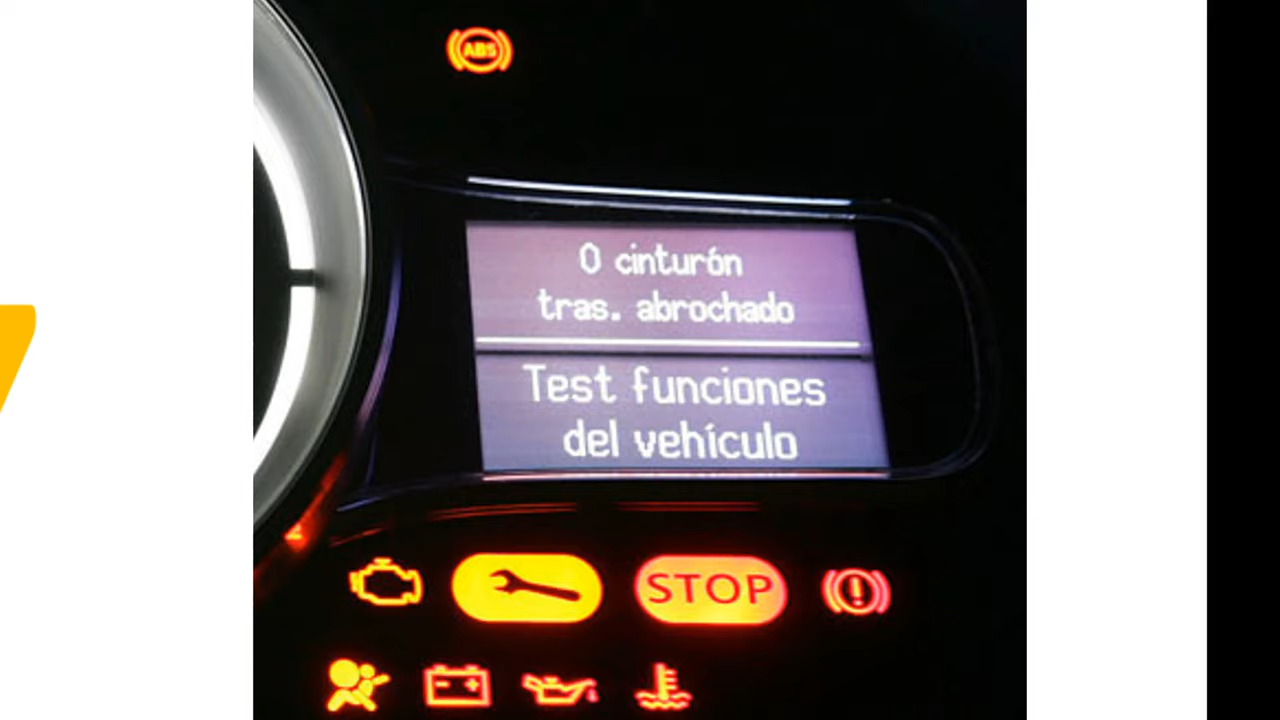 ABS
0 cinturón
tras. abrochado
Test funciones
del vehículo
STOP